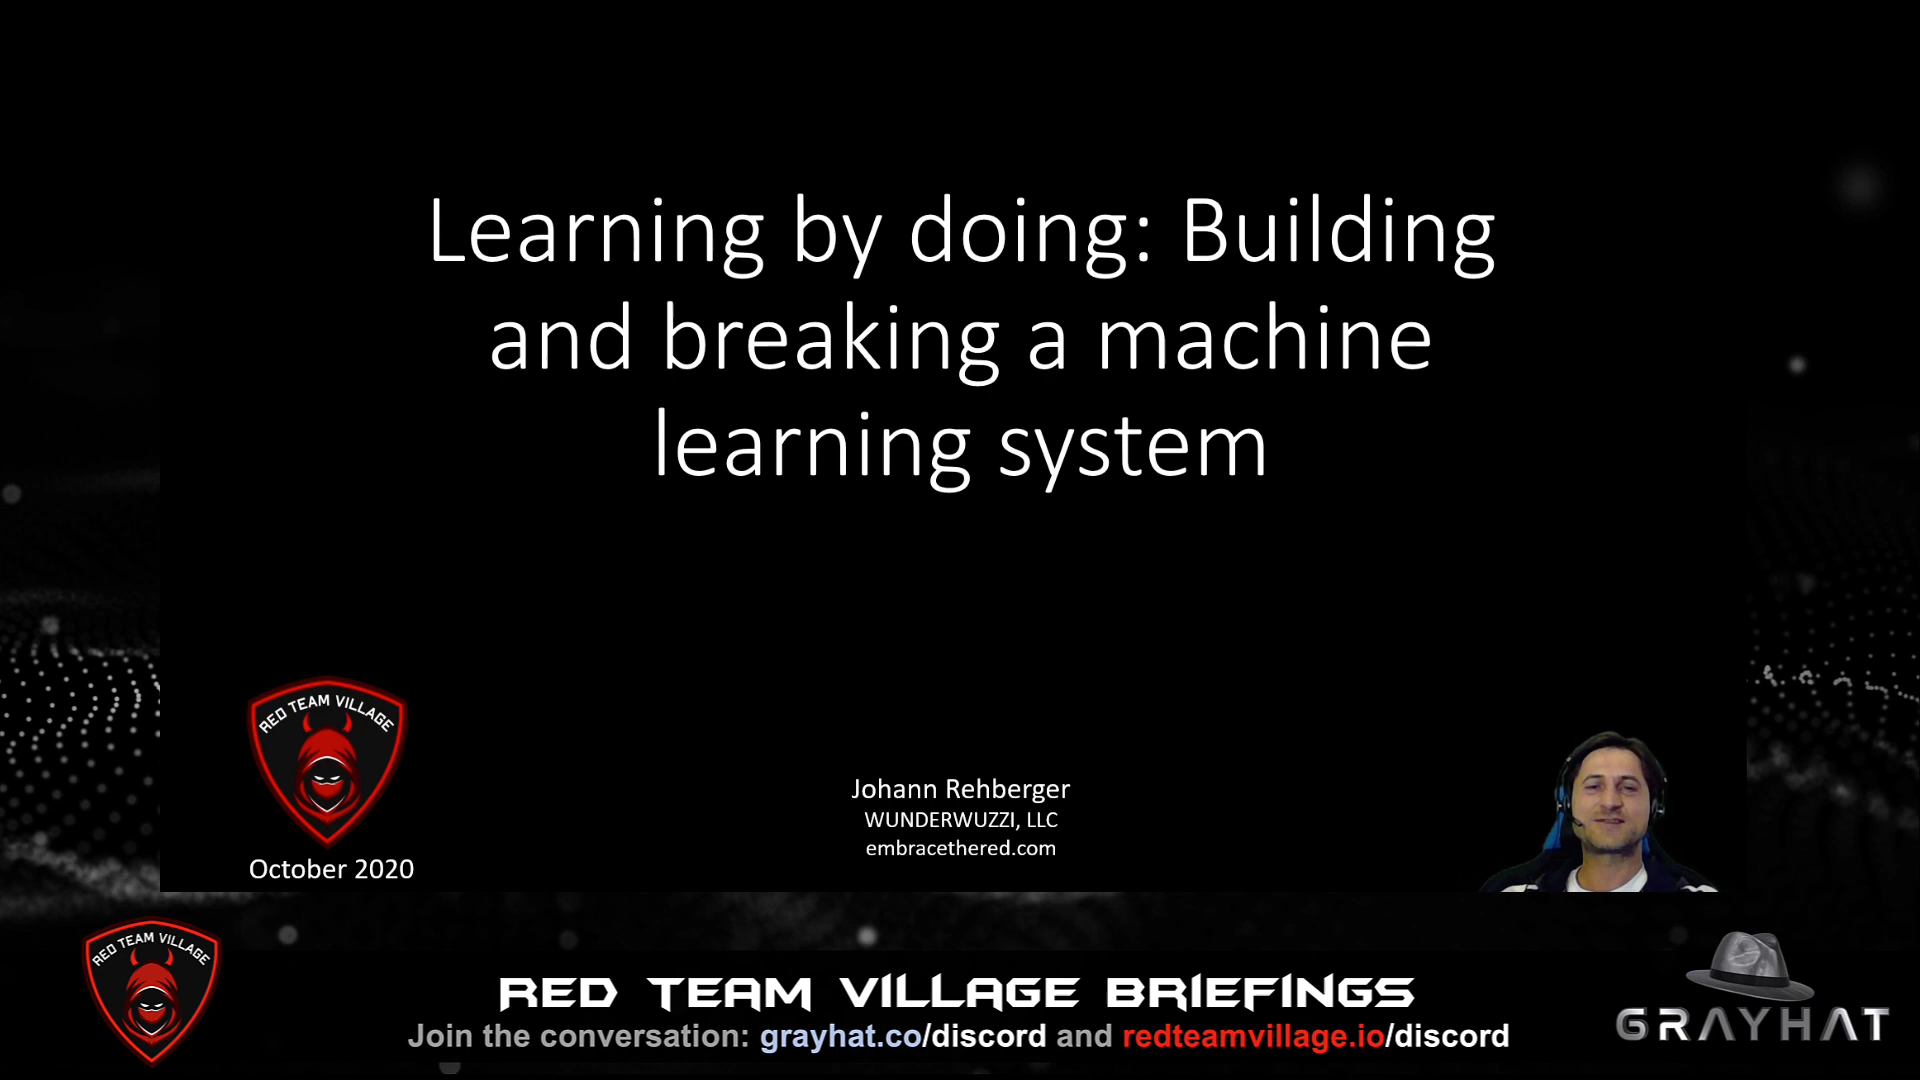 Learning by doing: Building
and breaking a machine
learning system
RED TEAM VILLAGE
October 2020
Johann Rehberger
WUNDERWUZZI, LLC
embracethered.com
RED TEAM VILLAGE
RED TEAM VILLAGE BRIEFINGS
Join the conversation: grayhat.co/discord and redteamvillage.io/discord
GRAYHAT